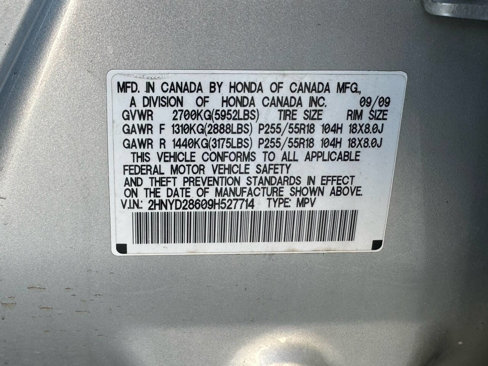 MFD. IN CANADA BY HONDA OF CANADA MFG.,
A DIVISION OF HONDA CANADA INC. 09/09
GVWR 2700KG(5952LBS) TIRE SIZE RIM SIZE
GAWR F 1310KG(2888LBS) P255/55R18 104H 18X8.0J
GAWR R 1440KG(3175LBS) P255/55R18 104H 18X8.0J
THIS VEHICLE CONFORMS TO ALL APPLICABLE
FEDERAL MOTOR VEHICLE SAFETY
AND THEFT PREVENTION STANDARDS IN EFFECT
ON THE DATE OF MANUFACTURE SHOWN ABOVE.
V.I.N.: 2HNYD28609H527714 TYPE: MPV